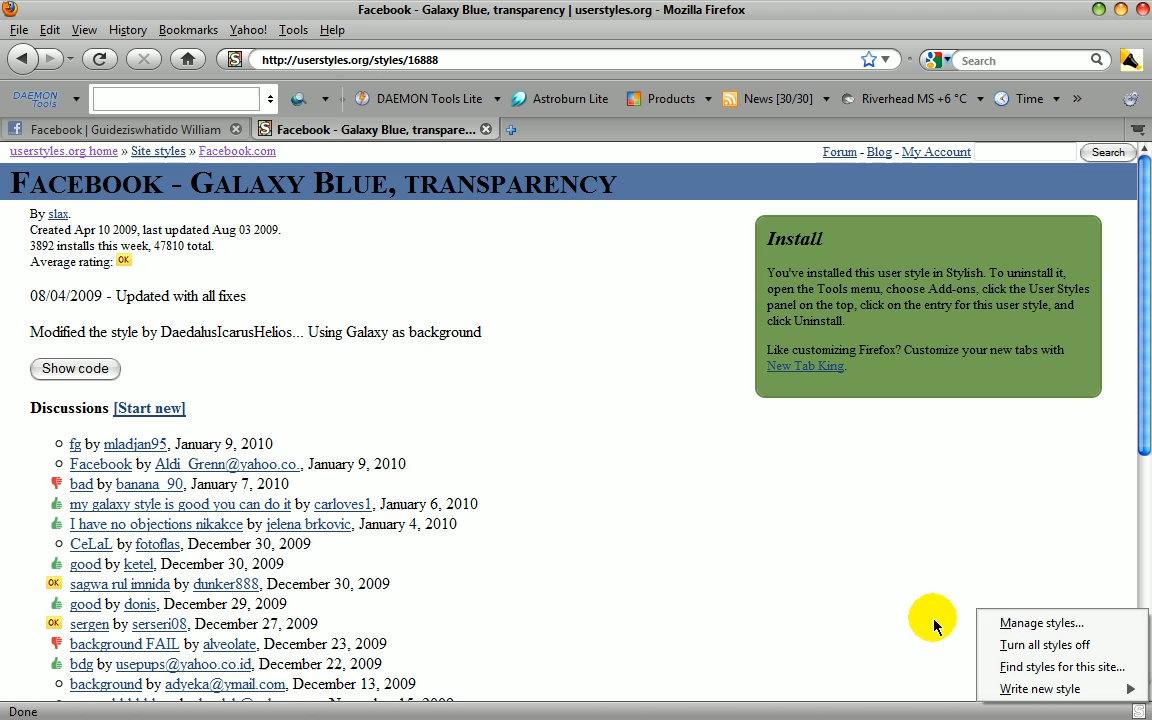 Facebook - Galaxy Blue, transparency | userstyles.org - Mozilla Firefox
File Edit View History Bookmarks Yahoo! Tools Help
http://userstyles.org/styles/16888
Search
DAEMON Tools
DAEMON Tools Lite
Astroburn Lite
Products
News [30/30]
Riverhead MS +6 °C
Time
»
Facebook | Guideziswhatido William
Facebook - Galaxy Blue, transpare...
userstyles.org home » Site styles » Facebook.com
Forum - Blog - My Account
Search
FACEBOOK - GALAXY BLUE, TRANSPARENCY
By slax.
Created Apr 10 2009, last updated Aug 03 2009.
3892 installs this week, 47810 total.
Average rating: OK
08/04/2009 - Updated with all fixes
Modified the style by DaedalusIcarusHelios... Using Galaxy as background
Show code
Install
You've installed this user style in Stylish. To uninstall it,
open the Tools menu, choose Add-ons, click the User Styles
panel on the top, click on the entry for this user style, and
click Uninstall.
Like customizing Firefox? Customize your new tabs with
New Tab King.
Discussions [Start new]
fg by mladjan95, January 9, 2010
Facebook by Aldi_Grenn@yahoo.co., January 9, 2010
bad by banana_90, January 7, 2010
my galaxy style is good you can do it by carloves1, January 6, 2010
I have no objections nikakce by jelena brkovic, January 4, 2010
CeLaL by fotoflas, December 30, 2009
good by ketel, December 30, 2009
OK sagwa rul imnida by dunker888, December 30, 2009
good by donis, December 29, 2009
OK sergen by serseri08, December 27, 2009
background FAIL by alveolate, December 23, 2009
bdg by usepups@yahoo.co.id, December 22, 2009
background by adyeka@ymail.com, December 13, 2009
Manage styles...
Turn all styles off
Find styles for this site...
Write new style
Done